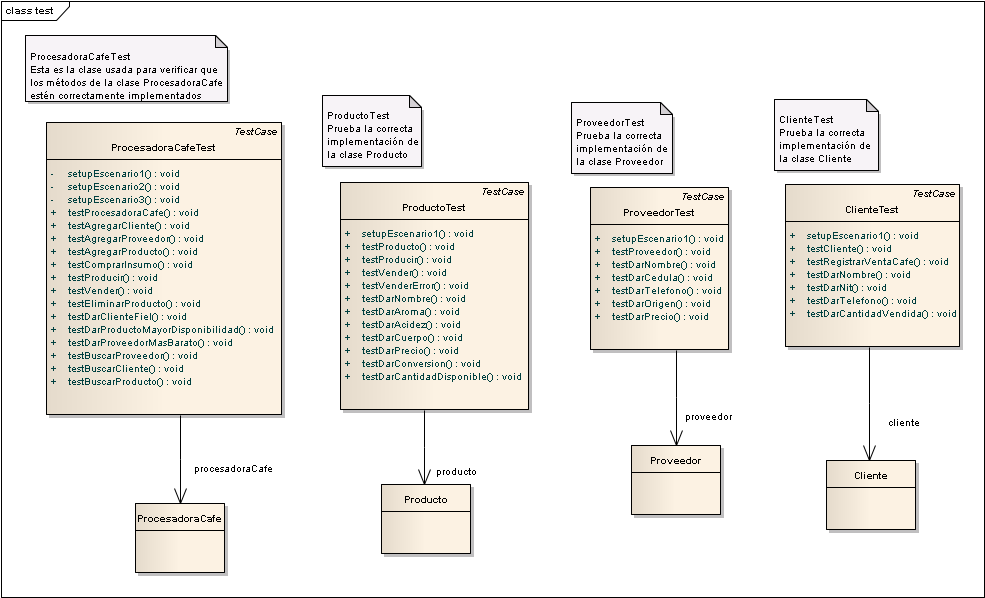 class test
ProcesadoraCafeTest
Esta es la clase usada para verificar que
los métodos de la clase ProcesadoraCafe
estén correctamente implementados
TestCase
ProcesadoraCafeTest
- setupEscenario1() : void
- setupEscenario2() : void
- setupEscenario3() : void
+ testProcesadoraCafe() : void
+ testAgregarCliente() : void
+ testAgregarProveedor() : void
+ testAgregarProducto() : void
+ testComprarInsumo() : void
+ testProducir() : void
+ testVender() : void
+ testEliminarProducto() : void
+ testDarClienteFiel() : void
+ testDarProductoMayorDisponibilidad() : void
+ testDarProveedorMasBarato() : void
+ testBuscarProveedor() : void
+ testBuscarCliente() : void
+ testBuscarProducto() : void
procesadoraCafe
ProcesadoraCafe
ProductoTest
Prueba la correcta
implementación de
la clase Producto
TestCase
ProductoTest
+ setupEscenario1() : void
+ testProducto() : void
+ testProducir() : void
+ testVender() : void
+ testVenderError() : void
+ testDarNombre() : void
+ testDarAroma() : void
+ testDarAcidez() : void
+ testDarCuerpo() : void
+ testDarPrecio() : void
+ testDarConversion() : void
+ testDarCantidadDisponible() : void
producto
Producto
ProveedorTest
Prueba la correcta
implementación de
la clase Proveedor
TestCase
ProveedorTest
+ setupEscenario1() : void
+ testProveedor() : void
+ testDarNombre() : void
+ testDarCedula() : void
+ testDarTelefono() : void
+ testDarOrigen() : void
+ testDarPrecio() : void
proveedor
Proveedor
ClienteTest
Prueba la correcta
implementación de
la clase Cliente
TestCase
ClienteTest
+ setupEscenario1() : void
+ testCliente() : void
+ testRegistrarVentaCafe() : void
+ testDarNombre() : void
+ testDarNit() : void
+ testDarTelefono() : void
+ testDarCantidadVendida() : void
cliente
Cliente